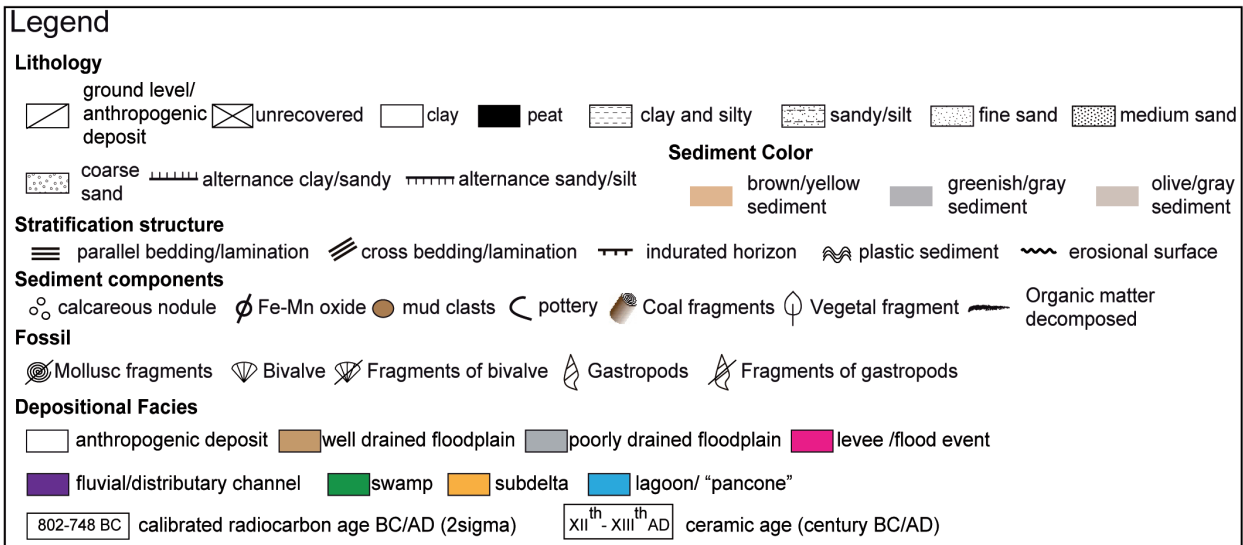 Legend
Lithology
ground level/
anthropogenic
deposit
unrecovered
clay
peat
clay and silty
sandy/silt
fine sand
medium sand
coarse
sand
alternance clay/sandy
alternance sandy/silt
Sediment Color
brown/yellow
sediment
greenish/gray
sediment
olive/gray
sediment
Stratification structure
parallel bedding/lamination
cross bedding/lamination
indurated horizon
plastic sediment
erosional surface
Sediment components
calcareous nodule
Fe-Mn oxide
mud clasts
pottery
Coal fragments
Vegetal fragment
Organic matter
decomposed
Fossil
Mollusc fragments
Bivalve
Fragments of bivalve
Gastropods
Fragments of gastropods
Depositional Facies
anthropogenic deposit
well drained floodplain
poorly drained floodplain
levee /flood event
fluvial/distributary channel
swamp
subdelta
lagoon/ “pancone”
802-748 BC
calibrated radiocarbon age BC/AD (2sigma)
XIIth- XIIIth AD
ceramic age (century BC/AD)